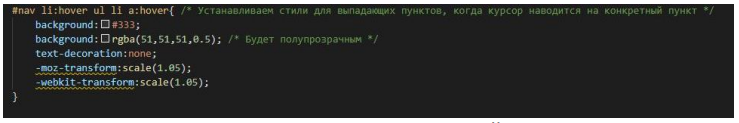 #nav li:hover ul li a:hover{ /* Устанавливаем стили для выпадающих пунктов, когда курсор наводится на конкретный пункт */
background:#333;
background:rgba(51,51,51,0.5); /* Будет полупрозрачным */
text-decoration:none;
-moz-transform:scale(1.05);
-webkit-transform:scale(1.05);
}